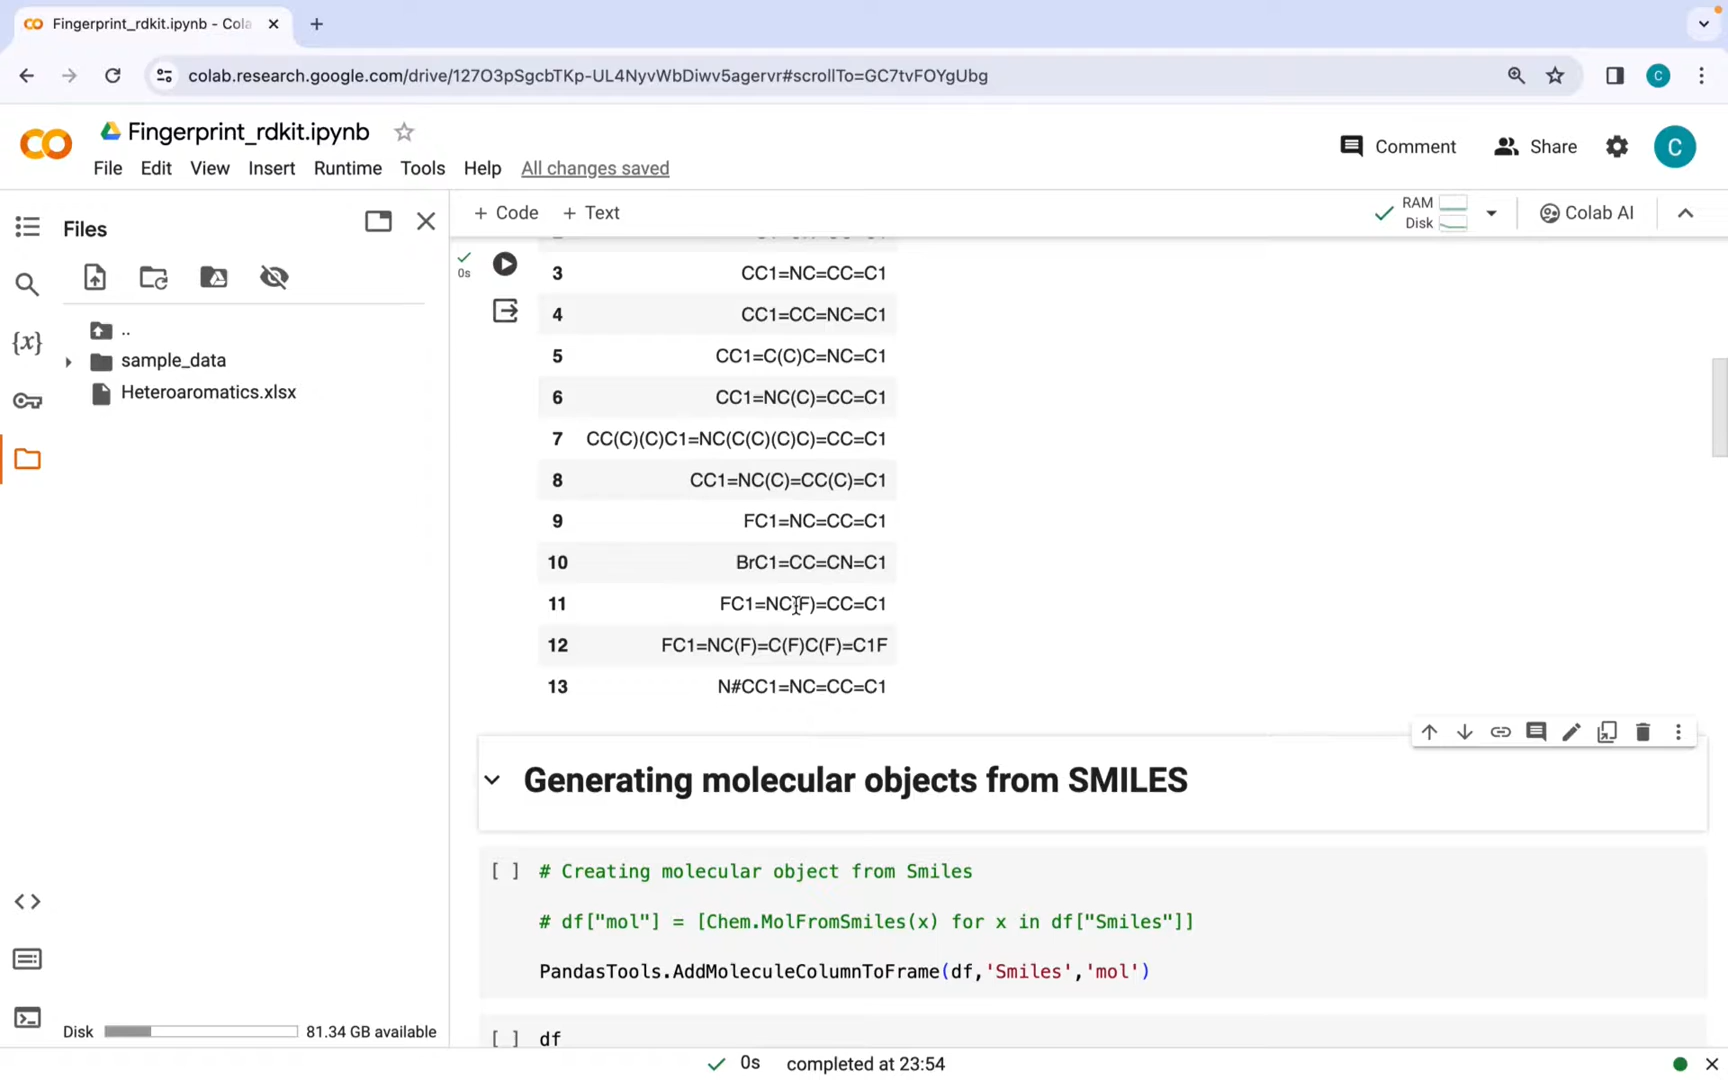 Fingerprint_rdkit.ipynb - Cola
colab.research.google.com/drive/127O3pSgcbTKp-UL4NyvWbDiwv5agervr#scrollTo=GC7tvFOYgUbg
C
Fingerprint_rdkit.ipynb
File Edit View Insert Runtime Tools Help All changes saved
Comment
Share
C
Files
+ Code + Text
RAM
Disk
Colab AI
..
sample_data
Heteroaromatics.xlsx
{x}
0s
3 CC1=NC=CC=C1
4 CC1=CC=NC=C1
5 CC1=C(C)C=NC=C1
6 CC1=NC(C)=CC=C1
7 CC(C)(C)C1=NC(C(C)(C)C)=CC=C1
8 CC1=NC(C)=CC(C)=C1
9 FC1=NC=CC=C1
10 BrC1=CC=CN=C1
11 FC1=NC(F)=CC=C1
12 FC1=NC(F)=C(F)C(F)=C1F
13 N#CC1=NC=CC=C1
Generating molecular objects from SMILES
[ ] # Creating molecular object from Smiles
# df["mol"] = [Chem.MolFromSmiles(x) for x in df["Smiles"]]
PandasTools.AddMoleculeColumnToFrame(df,'Smiles','mol')
[ ] df
Disk 81.34 GB available
0s completed at 23:54